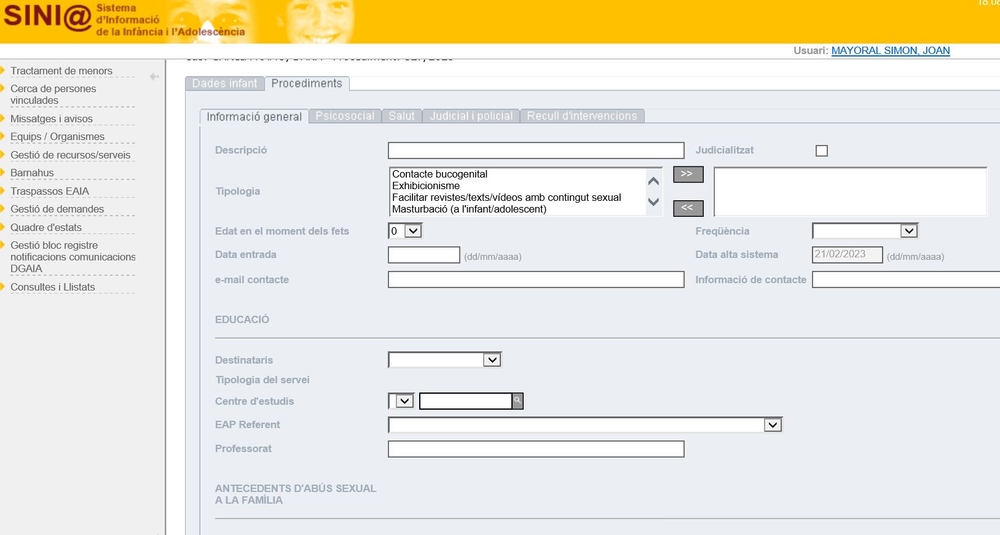 SINI@
Sistema
d'Informació
de la Infància i l'Adolescència
18.08
Usuari: MAYORAL SIMON, JOAN
Tractament de menors
Cerca de persones
vinculades
Missatges i avisos
Equips / Organismes
Gestió de recursos/serveis
Barnahus
Traspassos EAIA
Gestió de demandes
Quadre d'estats
Gestió bloc registre
notificacions comunicacions
DGAIA
Consultes i Llistats
Dades infant Procediments
Informació general Psicosocial Salut Judicial i policial Recull d'intervencions
Descripció Judicialitzat
Tipologia
Contacte bucogenital
Exhibicionisme
Facilitar revistes/texts/vídeos amb contingut sexual
Masturbació (a l'infant/adolescent)
>>
<<
Edat en el moment dels fets 0 Freqüència
Data entrada (dd/mm/aaaa) Data alta sistema 21/02/2023 (dd/mm/aaaa)
e-mail contacte Informació de contacte
EDUCACIÓ
Destinataris
Tipologia del servei
Centre d'estudis
EAP Referent
Professorat
ANTECEDENTS D'ABÚS SEXUAL
A LA FAMÍLIA